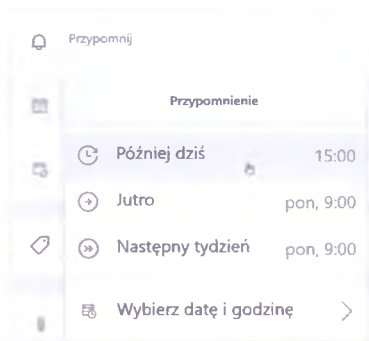 Przypomnij
Przypomnienie
Później dziś 15:00
Jutro pon, 9:00
Następny tydzień pon, 9:00
Wybierz datę i godzinę